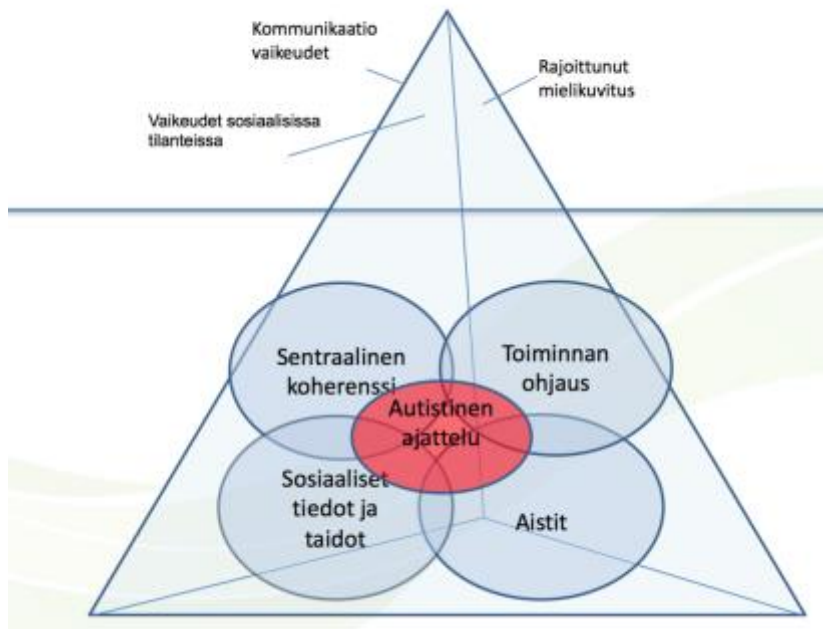 Kommunikaatio
vaikeudet
Rajoittunut
mielikuvitus
Vaikeudet sosiaalisissa
tilanteissa
Sentraalinen
koherenssi
Toiminnan
ohjaus
Autistinen
ajattelu
Sosiaaliset
tiedot ja
taidot
Aistit